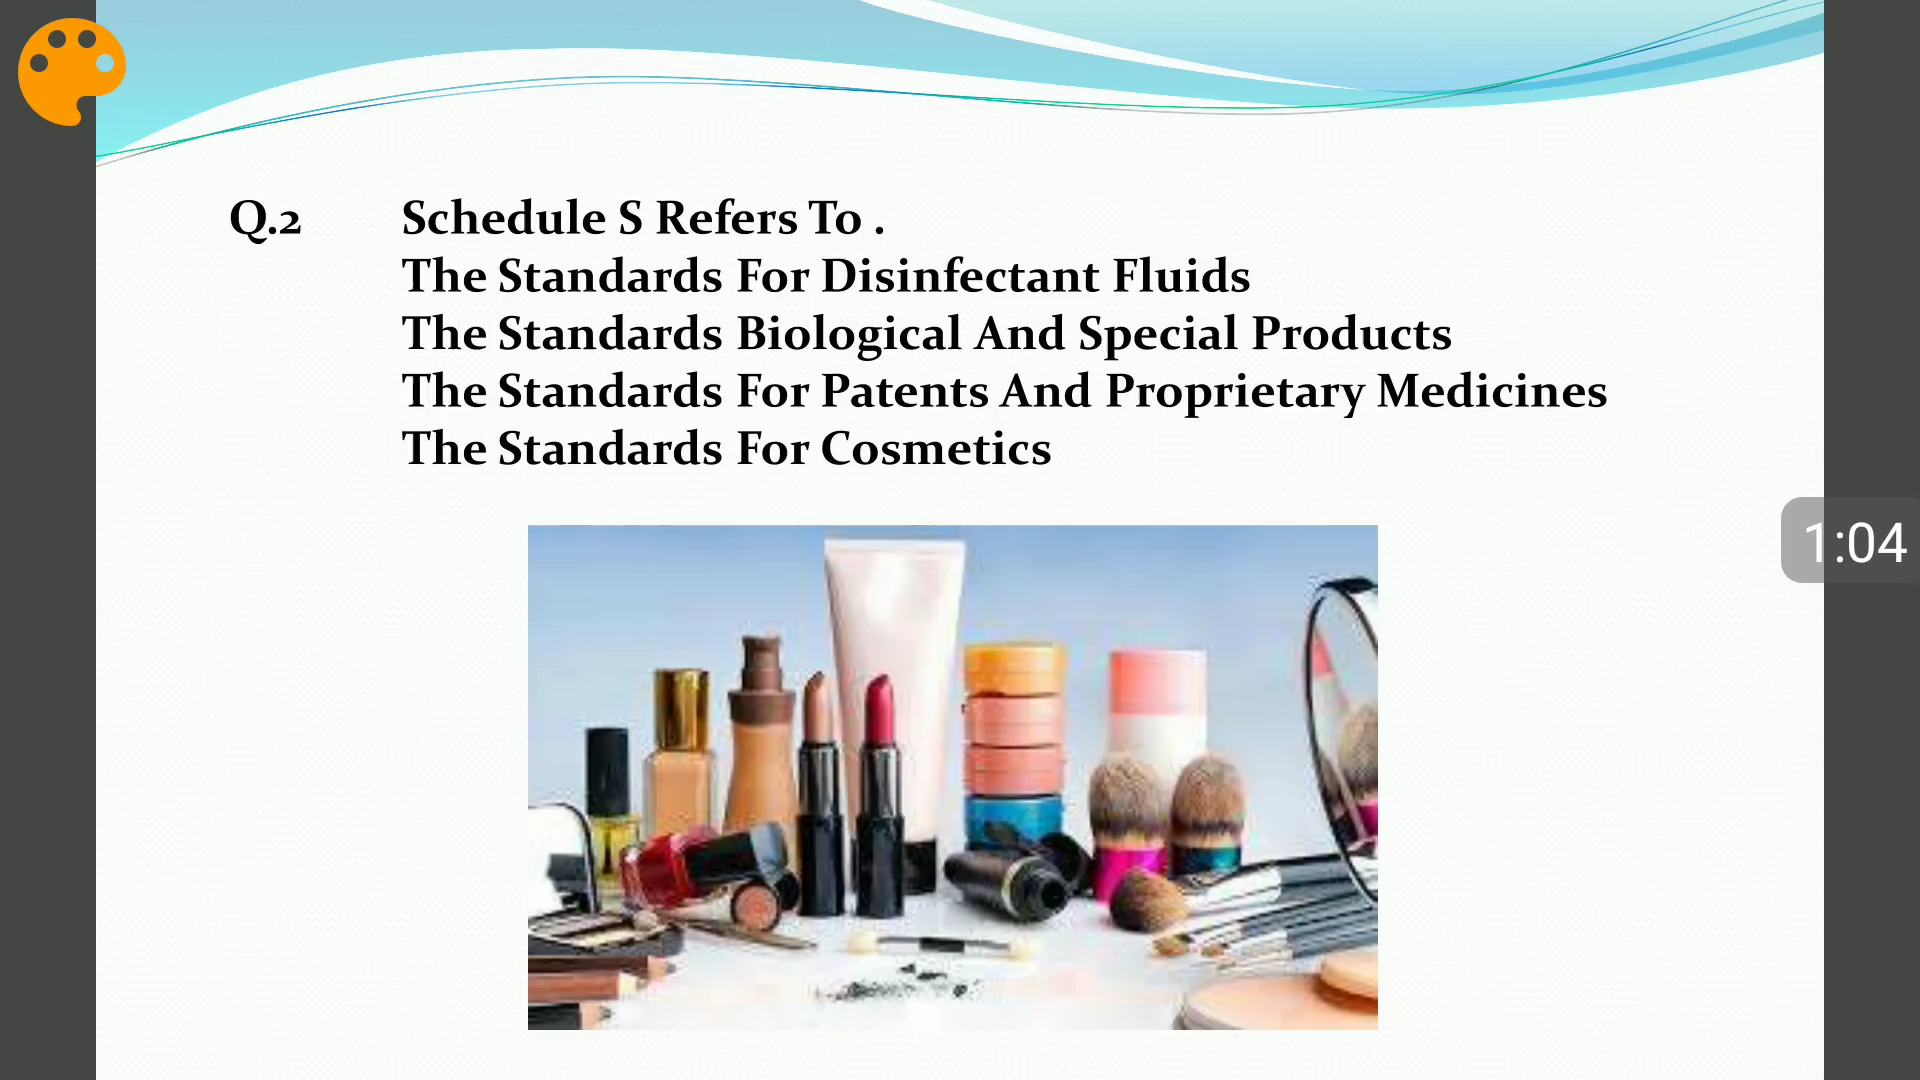 Q.2 Schedule S Refers To .
The Standards For Disinfectant Fluids
The Standards Biological And Special Products
The Standards For Patents And Proprietary Medicines
The Standards For Cosmetics
1:04